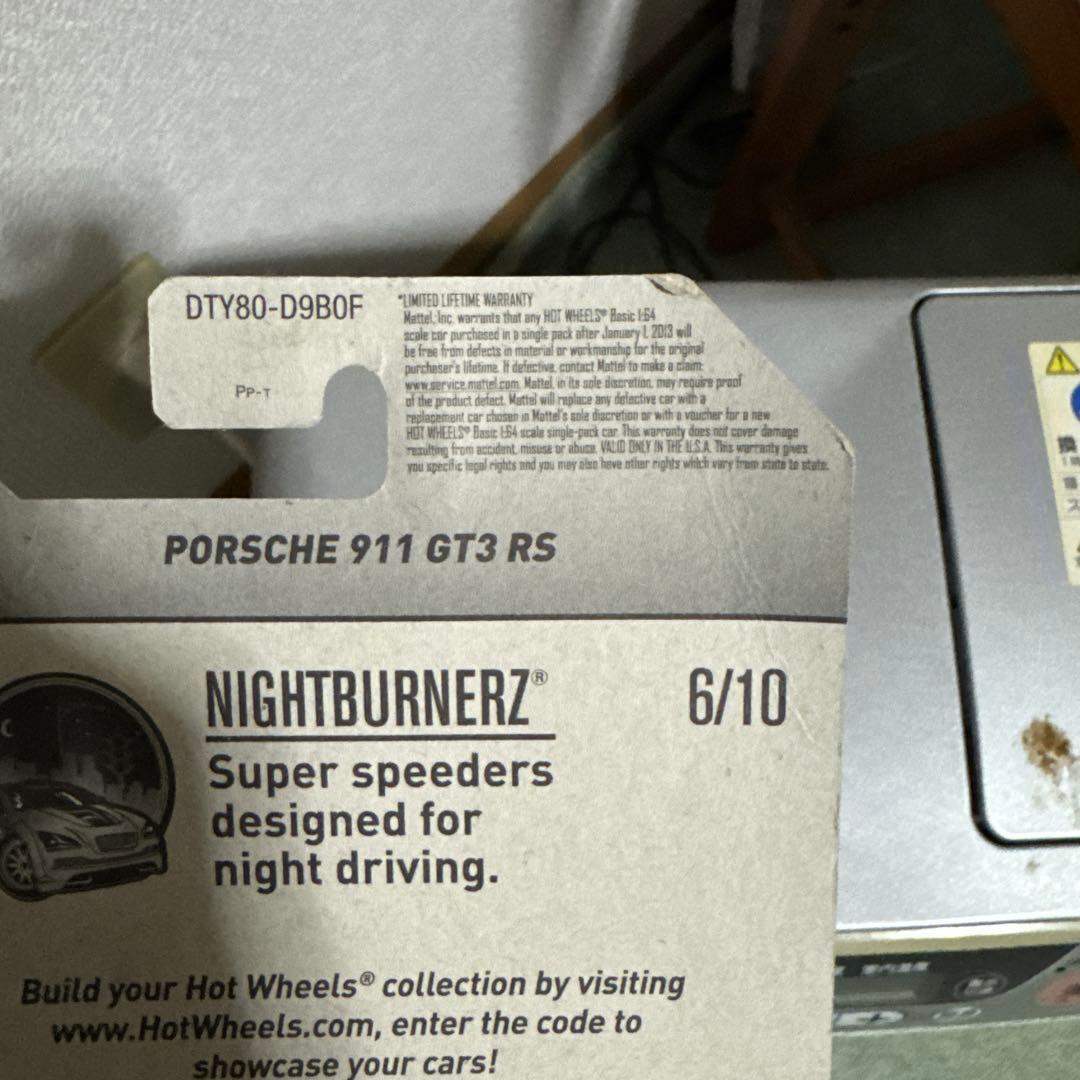 DTY80-D9B0F
PP-T
*LIMITED LIFETIME WARRANTY
Mattel, Inc. warrants that any HOT WHEELS® Basic 1:64
scale car purchased in a single pack after January 1, 2013 will
be free from defects in material or workmanship for the original
purchaser's lifetime. If defective, contact Mattel to make a claim:
www.service.mattel.com. Mattel, in its sole discretion, may require proof
of the product defect. Mattel will replace any defective car with a
replacement car chosen in Mattel's sole discretion or with a voucher for a new
HOT WHEELS® Basic 1:64 scale single-pack car. This warranty does not cover damage
resulting from accident, misuse or abuse. VALID ONLY IN THE U.S.A. This warranty gives
you specific legal rights and you may also have other rights which vary from state to state.
PORSCHE 911 GT3 RS
NIGHTBURNERZ®
6/10
Super speeders
designed for
night driving.
Build your Hot Wheels® collection by visiting
www.HotWheels.com, enter the code to
showcase your cars!